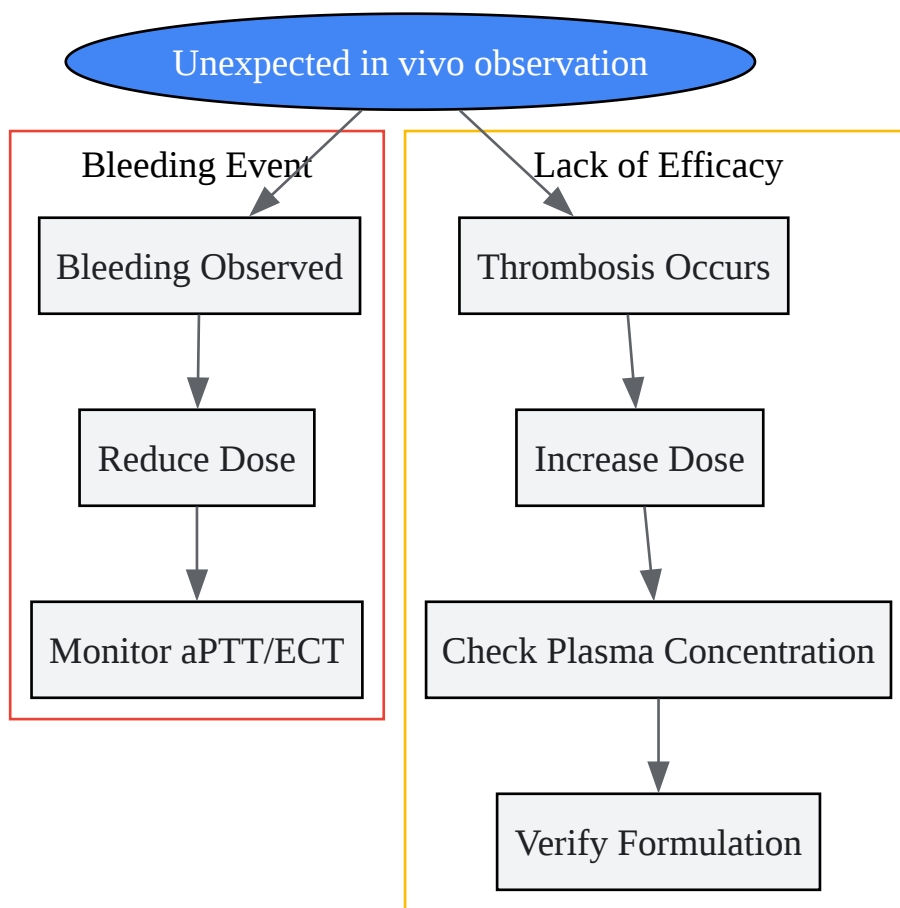 Unexpected in vivo observation
Bleeding Event
Bleeding Observed
Reduce Dose
Monitor aPTT/ECT
Lack of Efficacy
Thrombosis Occurs
Increase Dose
Check Plasma Concentration
Verify Formulation